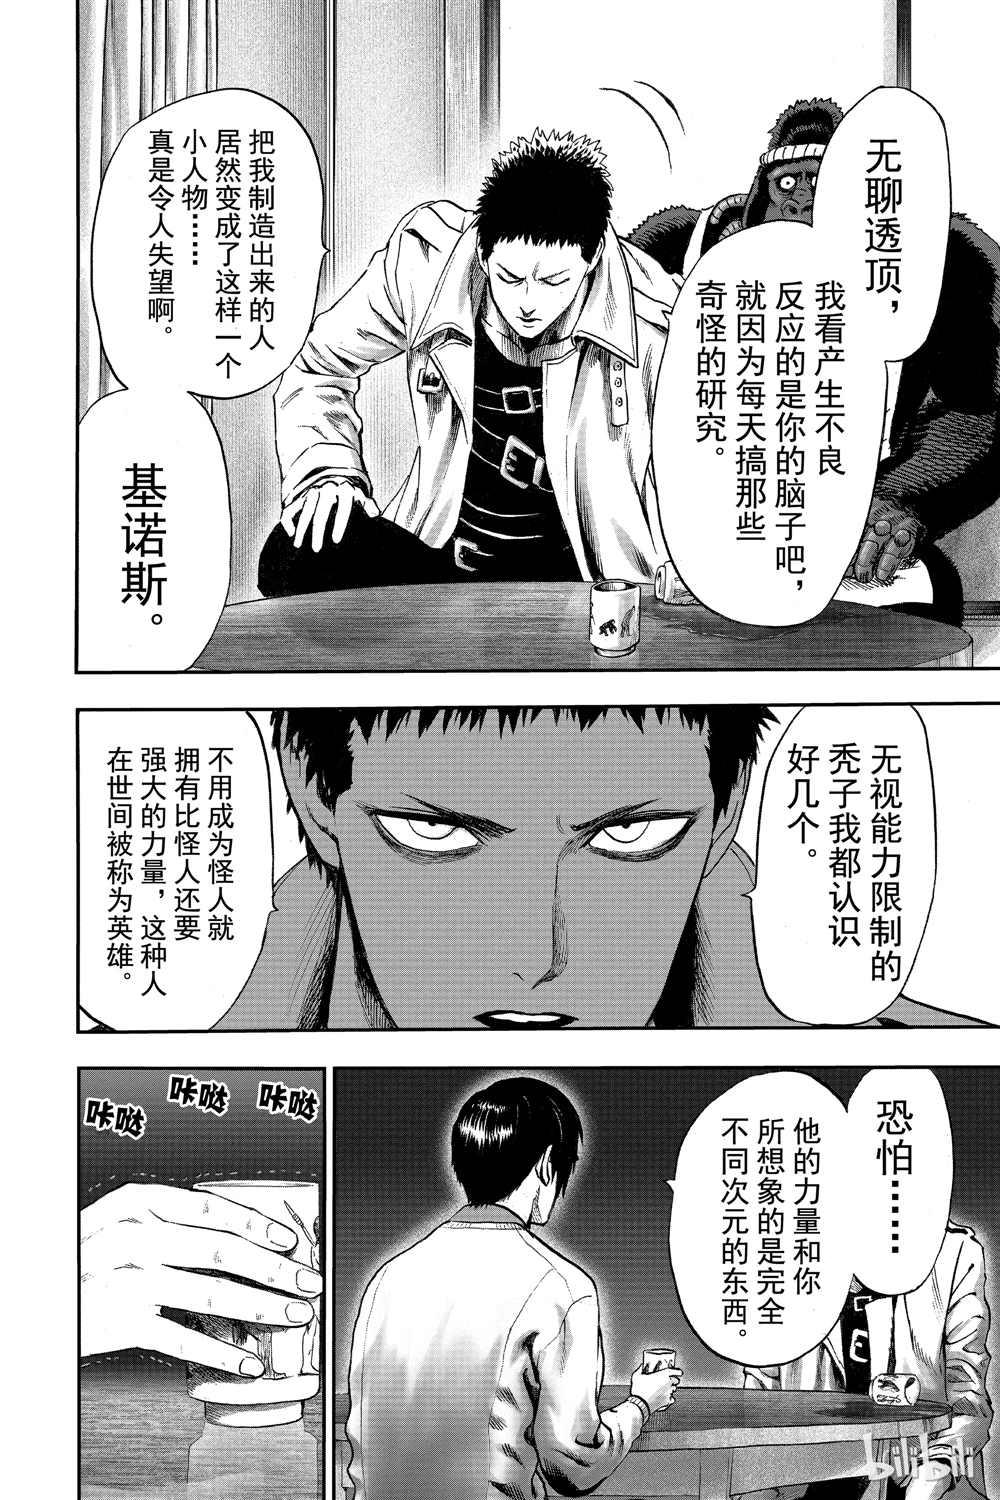 无聊透顶，
我看产生不良
反应的是你的脑子吧，
就因为每天搞那些
奇怪的研究。
把我制造出来的人
居然变成了这样一个
小人物……
真是令人失望啊。
基诺斯。
无视能力限制的
秃子我都认识
好几个。
不用成为怪人就
拥有比怪人还要
强大的力量，这种人
在世间被称为英雄。
恐怕……
他的力量和你
所想象的是完全
不同次元的东西。
咔哒
咔哒
咔哒
bilibili